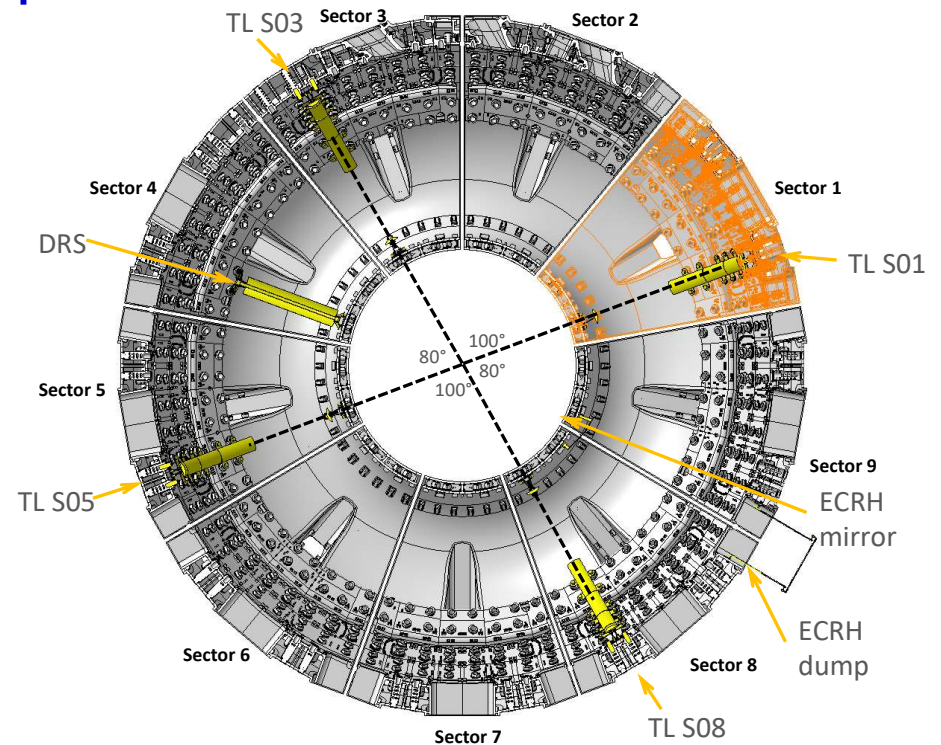 TL S03
Sector 3
Sector 2
Sector 4
Sector 1
DRS
TL S01
100°
80°
80°
100°
Sector 5
Sector 9
TL S05
ECRH
mirror
ECRH
dump
Sector 6
Sector 8
TL S08
Sector 7